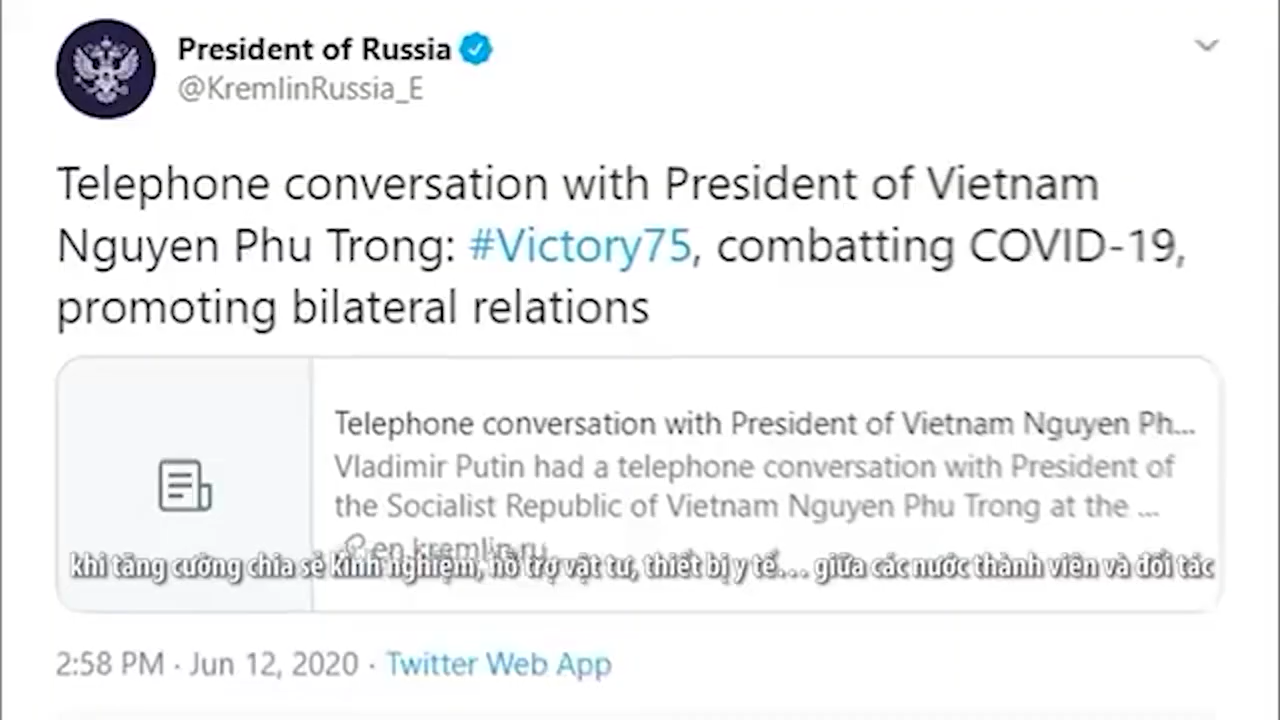 President of Russia
@KremlinRussia_E
Telephone conversation with President of Vietnam
Nguyen Phu Trong: #Victory75, combatting COVID-19,
promoting bilateral relations
Telephone conversation with President of Vietnam Nguyen Ph...
Vladimir Putin had a telephone conversation with President of
the Socialist Republic of Vietnam Nguyen Phu Trong at the ...
en.kremlin.ru
khi tăng cường chia sẻ kinh nghiệm, hỗ trợ vật tư, thiết bị y tế... giữa các nước thành viên và đối tác
2:58 PM · Jun 12, 2020 · Twitter Web App